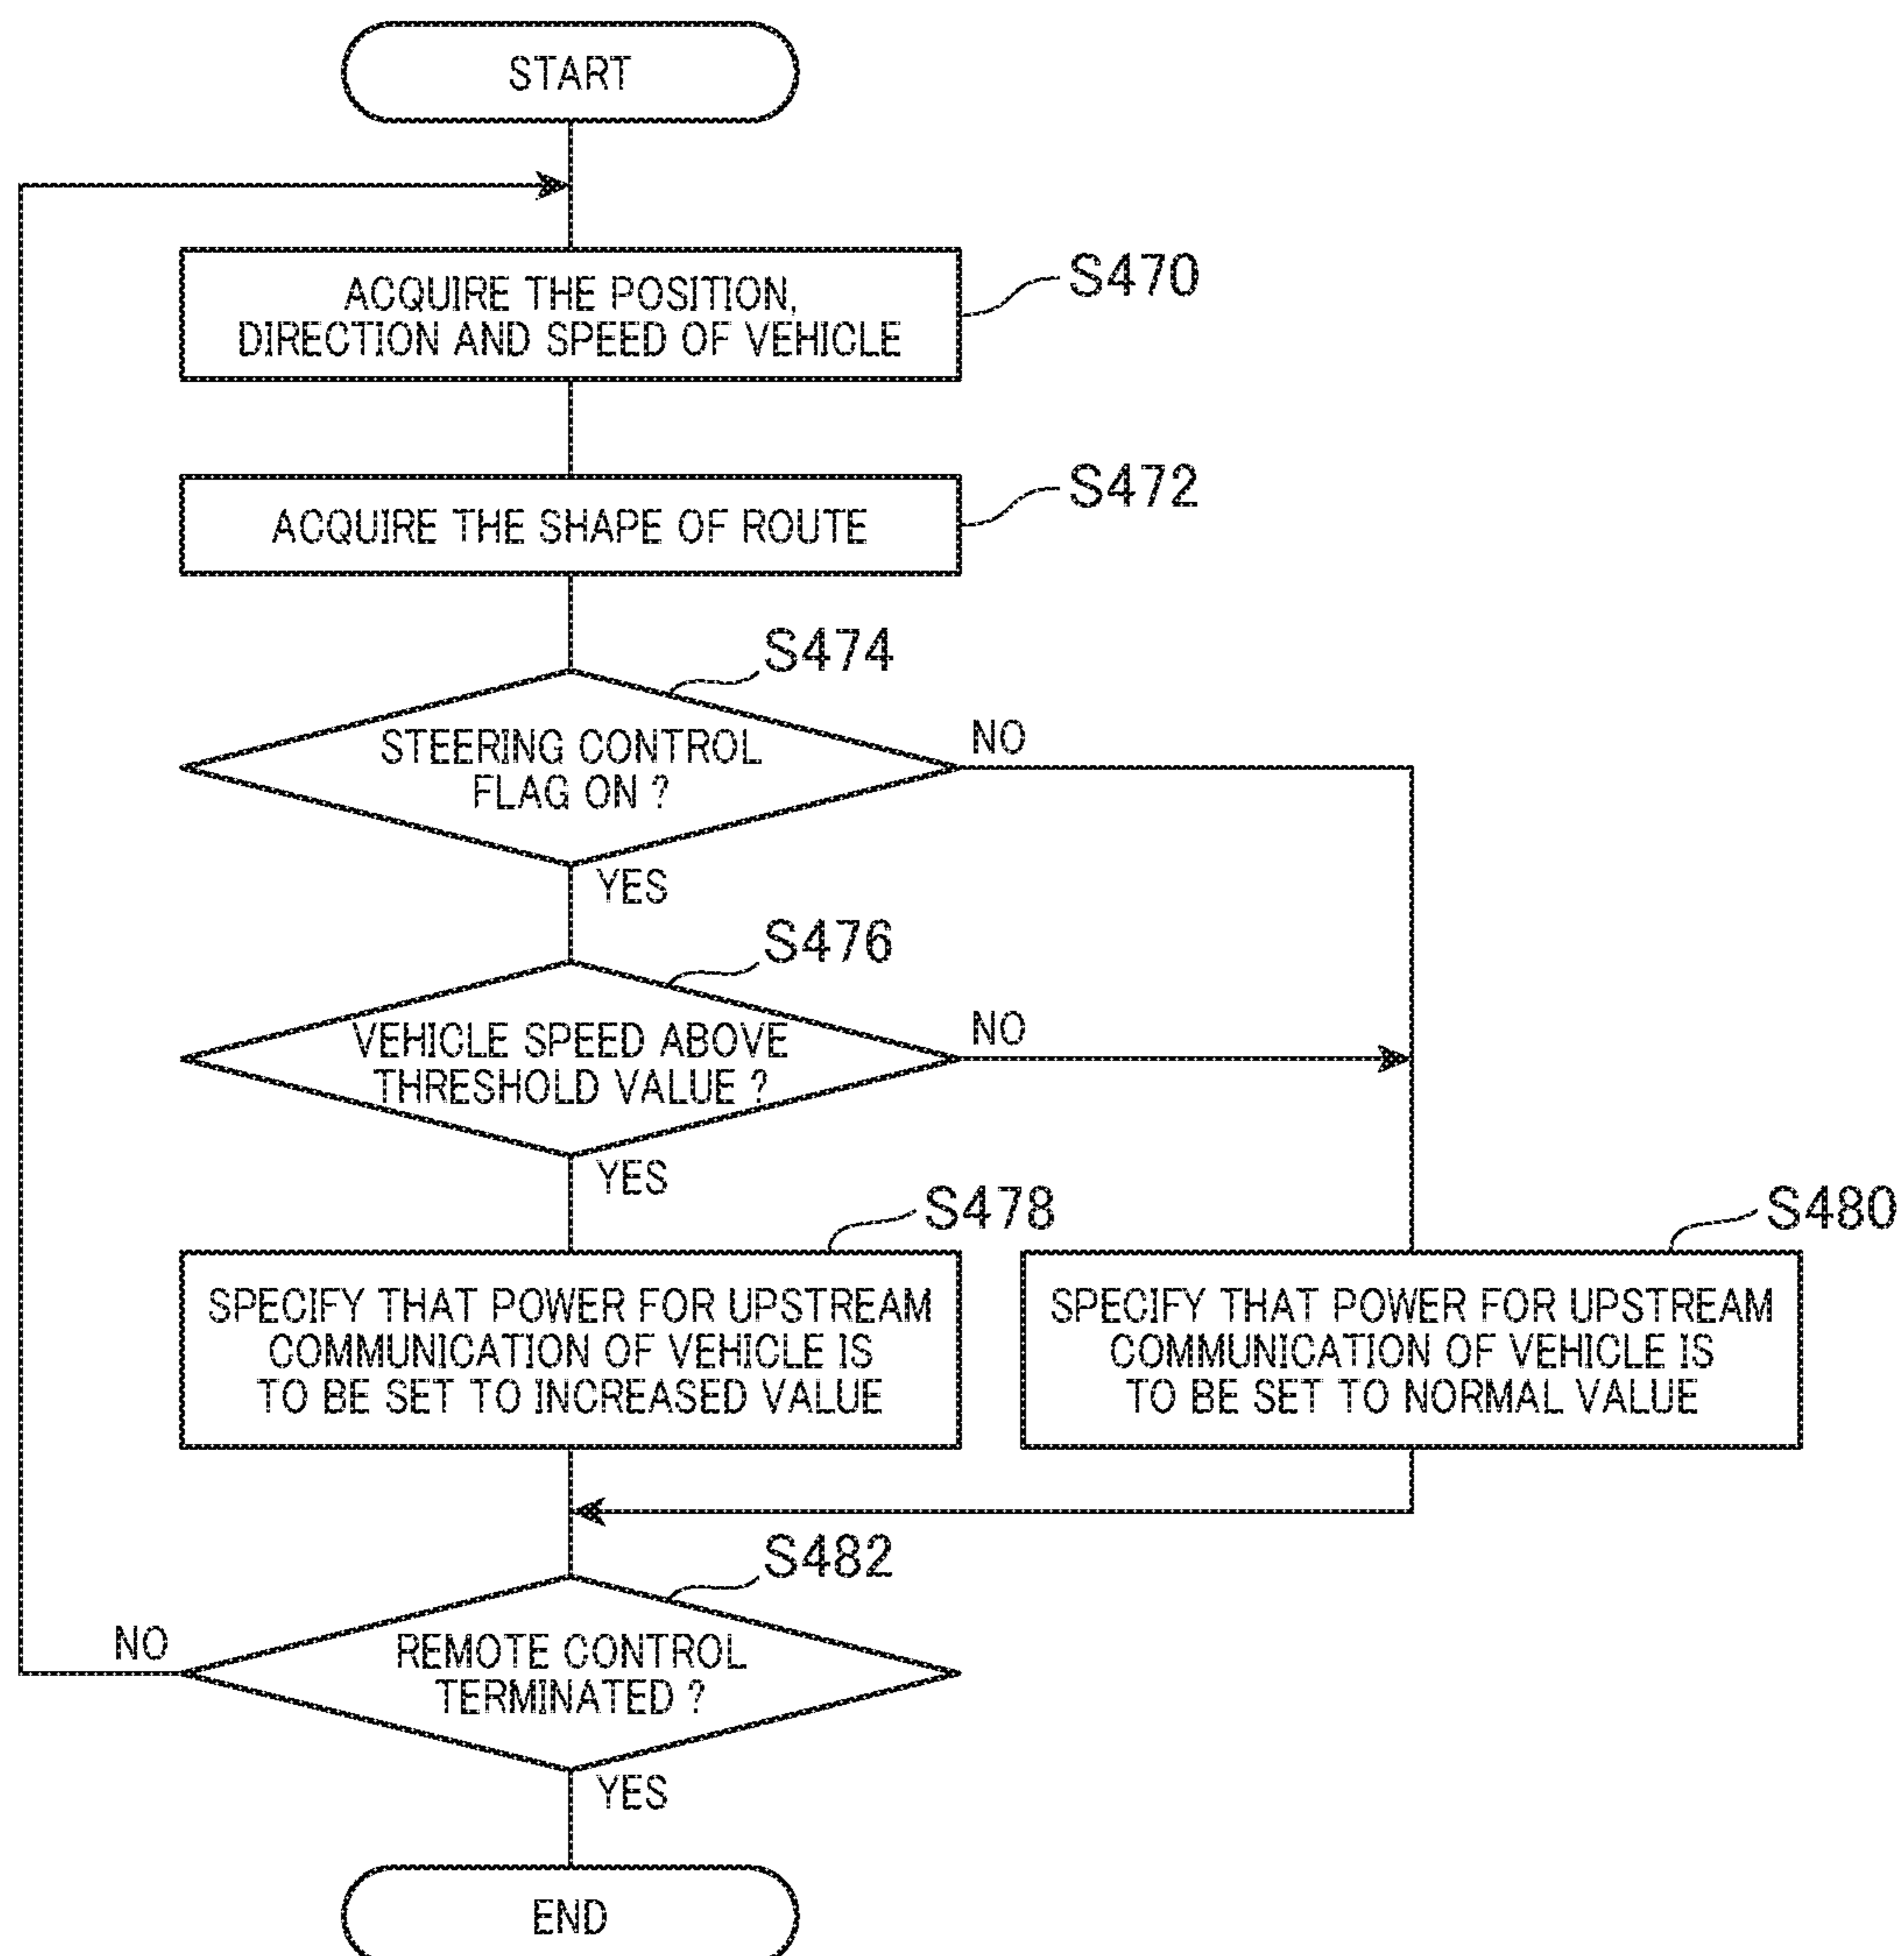 START
ACQUIRE THE POSITION,
DIRECTION AND SPEED OF VEHICLE
S470
ACQUIRE THE SHAPE OF ROUTE
S472
S474
STEERING CONTROL
FLAG ON ?
NO
YES
S476
VEHICLE SPEED ABOVE
THRESHOLD VALUE ?
NO
YES
S478
SPECIFY THAT POWER FOR UPSTREAM
COMMUNICATION OF VEHICLE IS
TO BE SET TO INCREASED VALUE
S480
SPECIFY THAT POWER FOR UPSTREAM
COMMUNICATION OF VEHICLE IS
TO BE SET TO NORMAL VALUE
S482
REMOTE CONTROL
TERMINATED ?
NO
YES
END